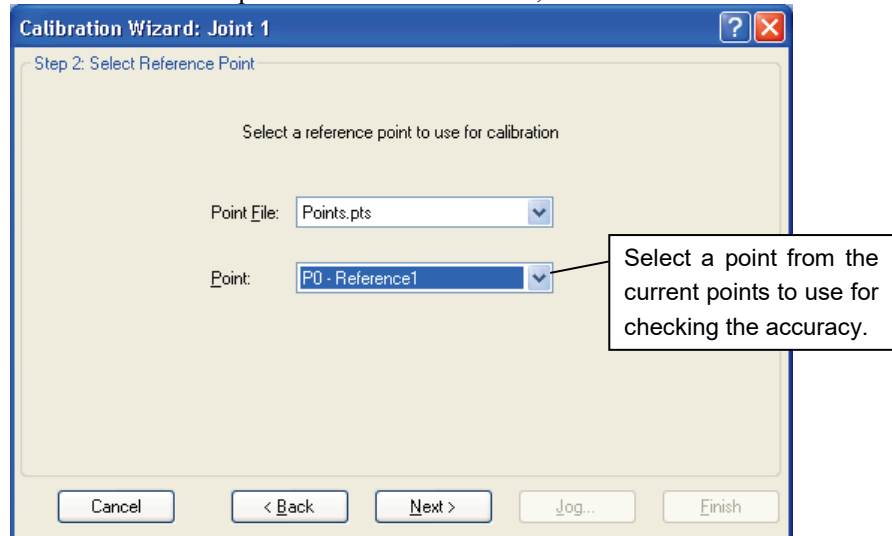 Calibration Wizard: Joint 1
Step 2: Select Reference Point
Select a reference point to use for calibration
Point File: Points.pts
Point: P0 - Reference1
Select a point from the
current points to use for
checking the accuracy.
Cancel < Back Next > Jog... Finish